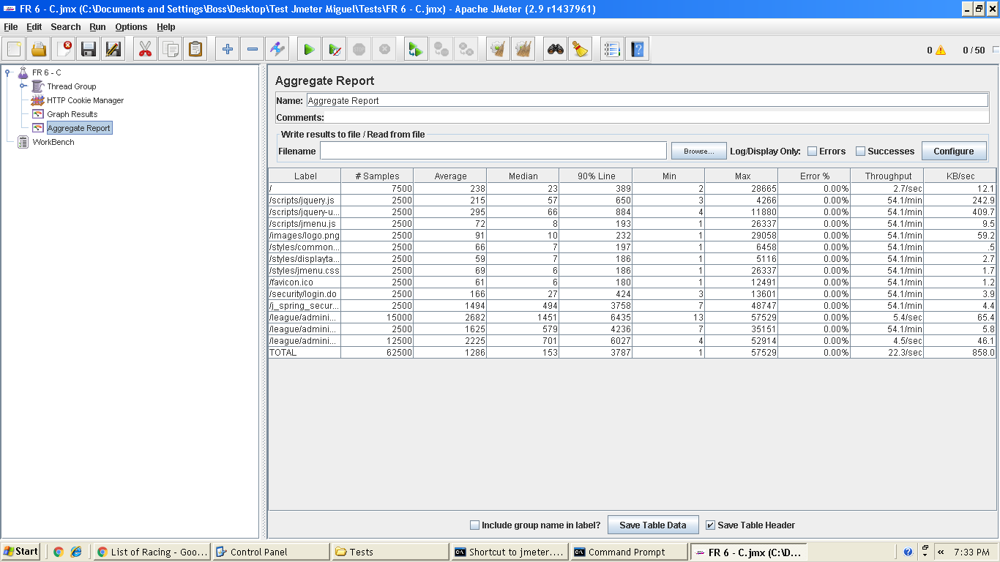 FR 6 - C.jmx (C:\Documents and Settings\Boss\Desktop\Test Jmeter Miguel\Tests\FR 6 - C.jmx) - Apache JMeter (2.9 r1437961)
File Edit Search Run Options Help
0 0 / 50
FR 6 - C
Thread Group
HTTP Cookie Manager
Graph Results
Aggregate Report
WorkBench
Aggregate Report
Name: Aggregate Report
Comments:
Write results to file / Read from file
Filename Browse... Log/Display Only: Errors Successes Configure
Label # Samples Average Median 90% Line Min Max Error % Throughput KB/sec
/ 7500 238 23 389 2 28665 0.00% 2.7/sec 12.1
/scripts/jquery.js 2500 215 57 650 3 4266 0.00% 54.1/min 242.9
/scripts/jquery-u... 2500 295 66 884 4 11880 0.00% 54.1/min 409.7
/scripts/jmenu.js 2500 72 8 193 1 26337 0.00% 54.1/min 9.5
/images/logo.png 2500 91 10 232 1 29058 0.00% 54.1/min 59.2
/styles/common... 2500 66 7 197 1 6458 0.00% 54.1/min .5
/styles/displayta... 2500 59 7 186 1 5116 0.00% 54.1/min 2.7
/styles/jmenu.css 2500 69 6 186 1 26337 0.00% 54.1/min 1.7
/favicon.ico 2500 61 6 180 1 12491 0.00% 54.1/min 1.2
/security/login.do 2500 166 27 424 3 13601 0.00% 54.1/min 3.9
/j_spring_secur... 2500 1494 494 3758 7 48747 0.00% 54.1/min 4.4
/league/admini... 15000 2682 1451 6435 13 57529 0.00% 5.4/sec 65.4
/league/admini... 2500 1625 579 4236 7 35151 0.00% 54.1/min 5.8
/league/admini... 12500 2225 701 6027 4 52914 0.00% 4.5/sec 46.1
TOTAL 62500 1286 153 3787 1 57529 0.00% 22.3/sec 858.0
Include group name in label? Save Table Data Save Table Header
Start List of Racing - Goo... Control Panel Tests Shortcut to jmeter.... Command Prompt FR 6 - C.jmx (C:\D... « 7:33 PM